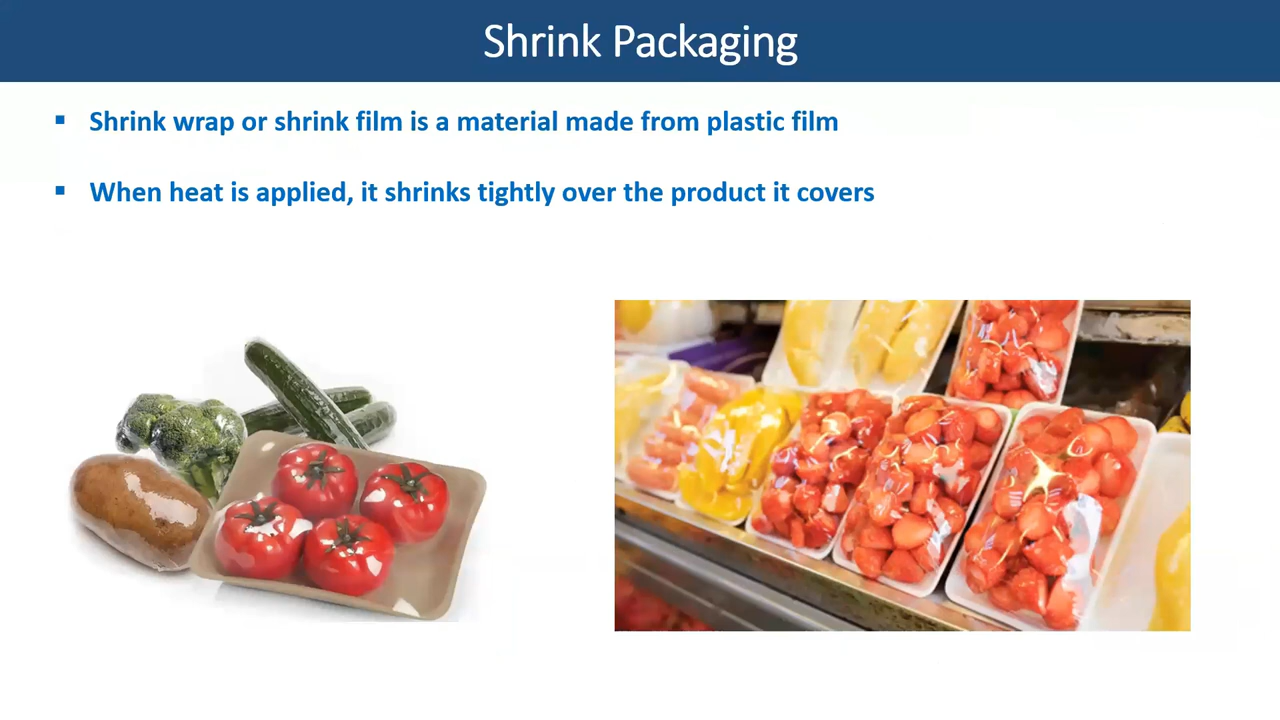 Shrink Packaging
▪ Shrink wrap or shrink film is a material made from plastic film
▪ When heat is applied, it shrinks tightly over the product it covers